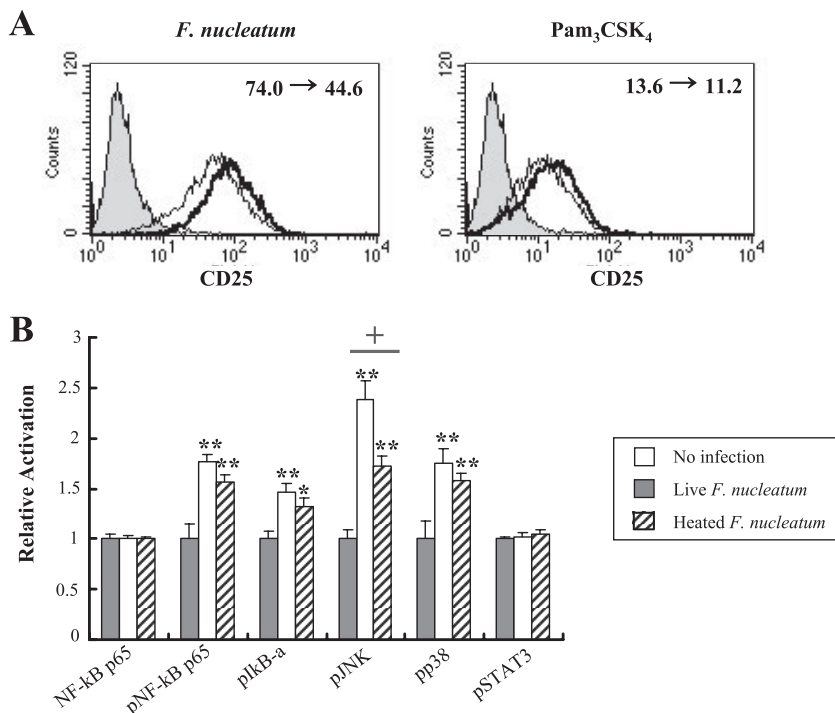 A
F. nucleatum
Pam₃CSK₄
120
Counts
0
74.0 → 44.6
10⁰ 10¹ 10² 10³ 10⁴
CD25
120
Counts
0
13.6 → 11.2
10⁰ 10¹ 10² 10³ 10⁴
CD25
B
Relative Activation
3
2.5
2
1.5
1
0.5
0
**
**
**
*
+
**
**
**
**
NF-kB p65
pNF-kB p65
pIkB-a
pJNK
pp38
pSTAT3
No infection
Live F. nucleatum
Heated F. nucleatum